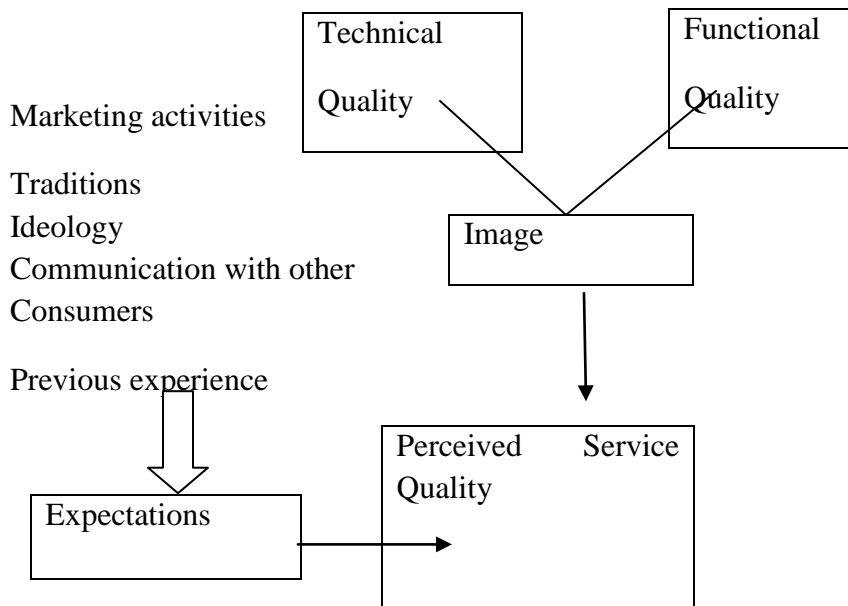 Technical
Quality
Functional
Quality
Marketing activities
Traditions
Ideology
Communication with other
Consumers
Previous experience
Image
Perceived Service
Quality
Expectations